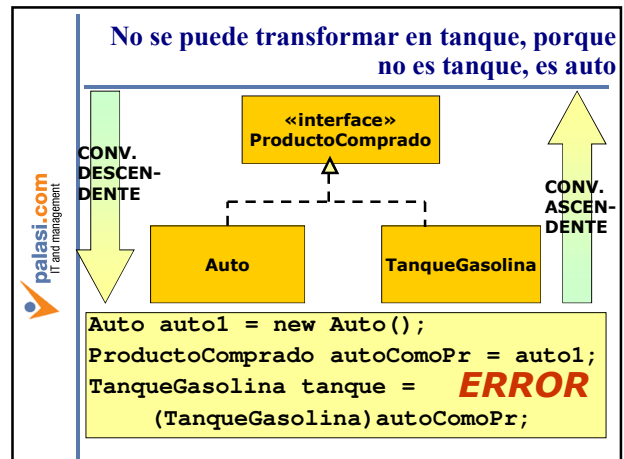 No se puede transformar en tanque, porque
no es tanque, es auto
«interface»
ProductoComprado
CONV.
DESCEN-
DENTE
CONV.
ASCEN-
DENTE
Auto
TanqueGasolina
palasi.com
IT and management
Auto auto1 = new Auto();
ProductoComprado autoComoPr = auto1;
TanqueGasolina tanque = ERROR
(TanqueGasolina)autoComoPr;